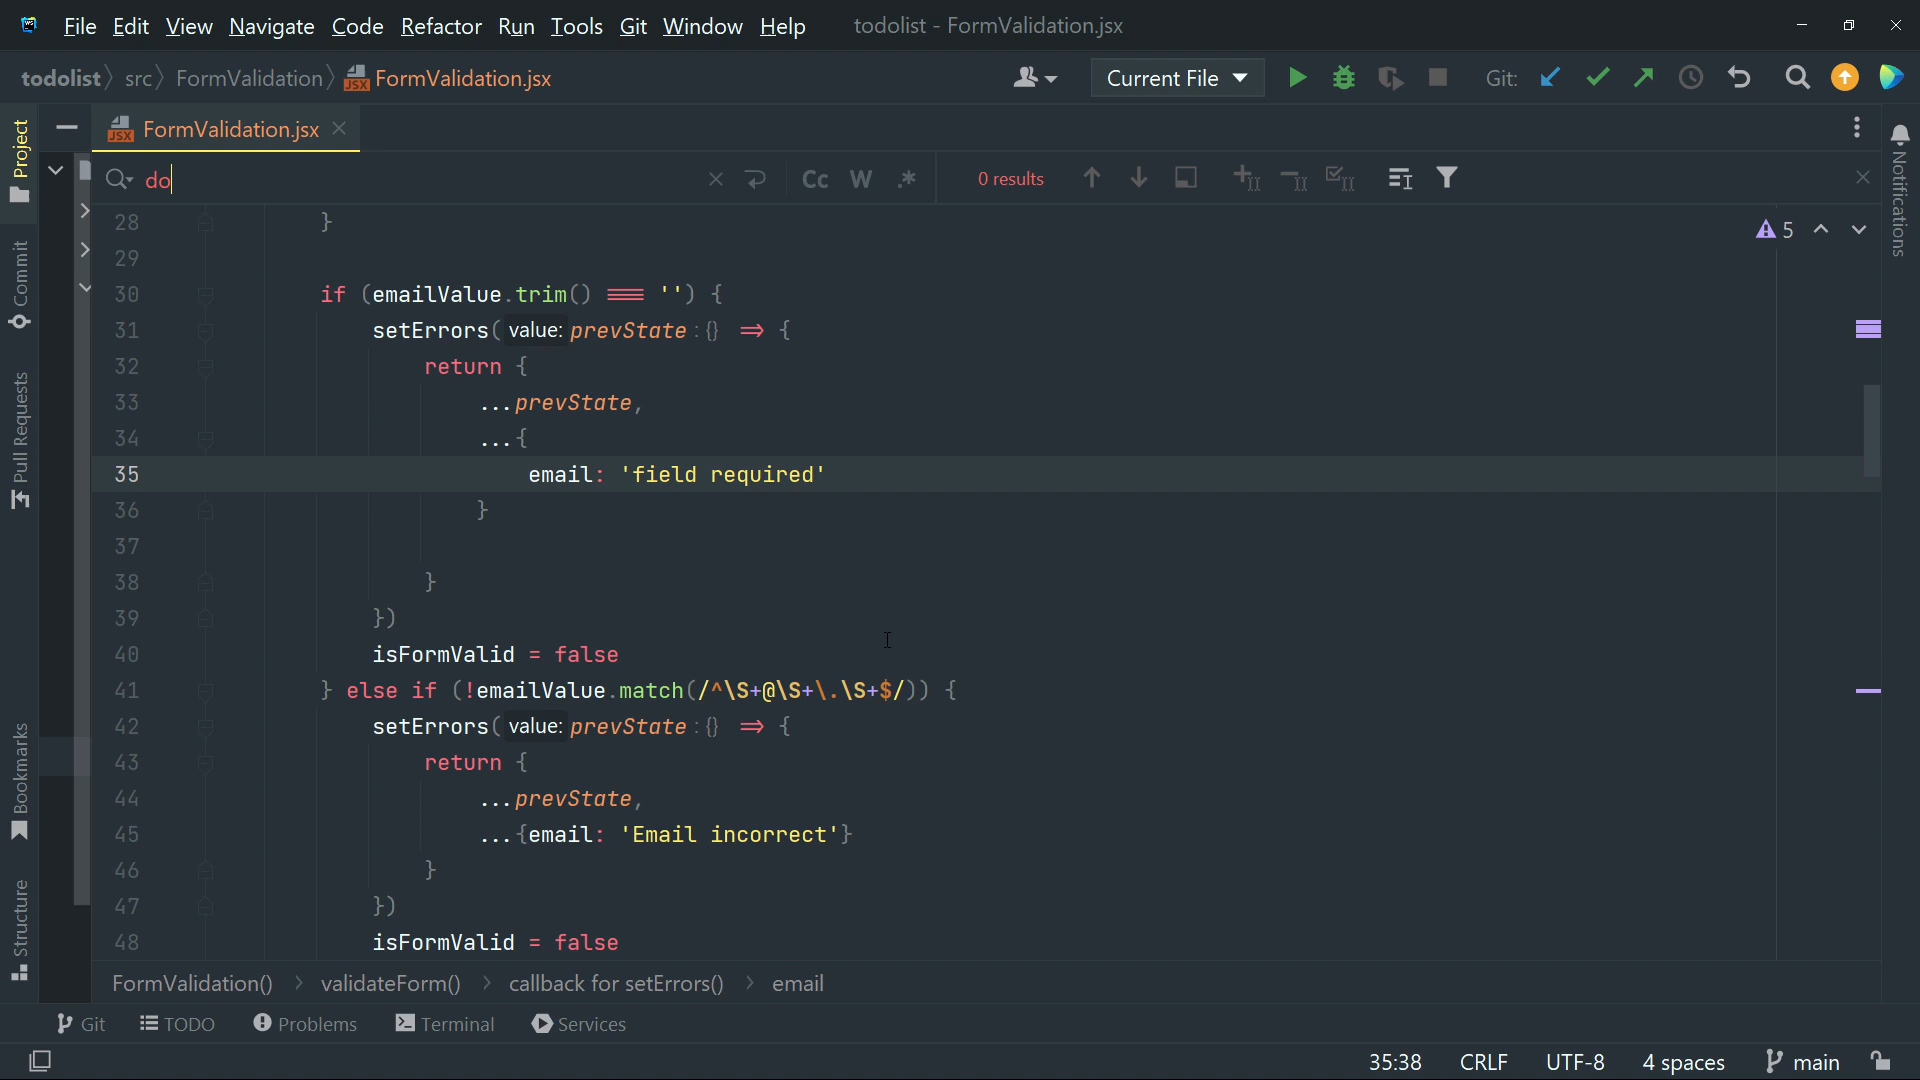 File Edit View Navigate Code Refactor Run Tools Git Window Help todolist - FormValidation.jsx
todolist src FormValidation JSX FormValidation.jsx Current File Git:
Project
Commit
Pull Requests
Bookmarks
Structure
JSX FormValidation.jsx
Notifications
do Cc W .* 0 results
28 }
5
29
30 if (emailValue.trim() === '') {
31 setErrors( value: prevState : {} => {
32 return {
33 ...prevState,
34 ...{
35 email: 'field required'
36 }
37
38 }
39 })
40 isFormValid = false
41 } else if (!emailValue.match(/^\S+@\S+\.\S+$/)) {
42 setErrors( value: prevState : {} => {
43 return {
44 ...prevState,
45 ...{email: 'Email incorrect'}
46 }
47 })
48 isFormValid = false
FormValidation() > validateForm() > callback for setErrors() > email
Git TODO Problems Terminal Services
35:38 CRLF UTF-8 4 spaces main